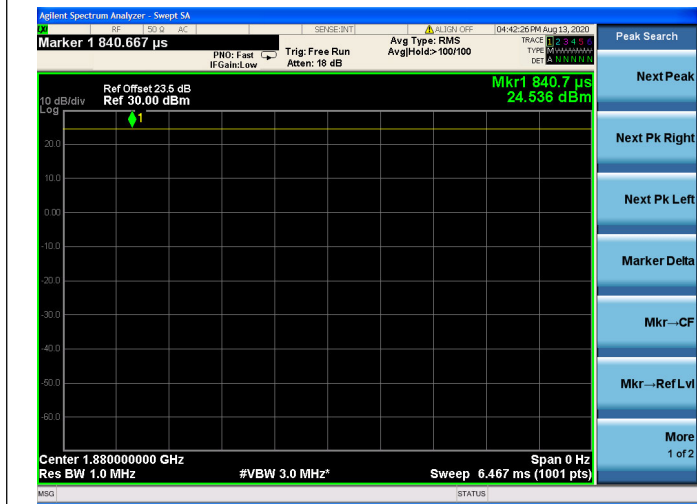 Agilent Spectrum Analyzer - Swept SA
RF 50 Ω AC SENSE:INT ALIGN OFF 04:42:26 PM Aug 13, 2020
Marker 1 840.667 µs
PNO: Fast
IFGain:Low
Trig: Free Run
Atten: 18 dB
Avg Type: RMS
Avg|Hold:> 100/100
TRACE 1 2 3 4 5 6
TYPE M
DET A N N N N N
Peak Search
Ref Offset 23.5 dB
Ref 30.00 dBm
Mkr1 840.7 µs
24.536 dBm
10 dB/div
Log
1
20.0
10.0
0.00
-10.0
-20.0
-30.0
-40.0
-50.0
-60.0
Center 1.880000000 GHz
Span 0 Hz
Res BW 1.0 MHz
#VBW 3.0 MHz*
Sweep 6.467 ms (1001 pts)
MSG STATUS
Next Peak
Next Pk Right
Next Pk Left
Marker Delta
Mkr→CF
Mkr→Ref Lvl
More
1 of 2